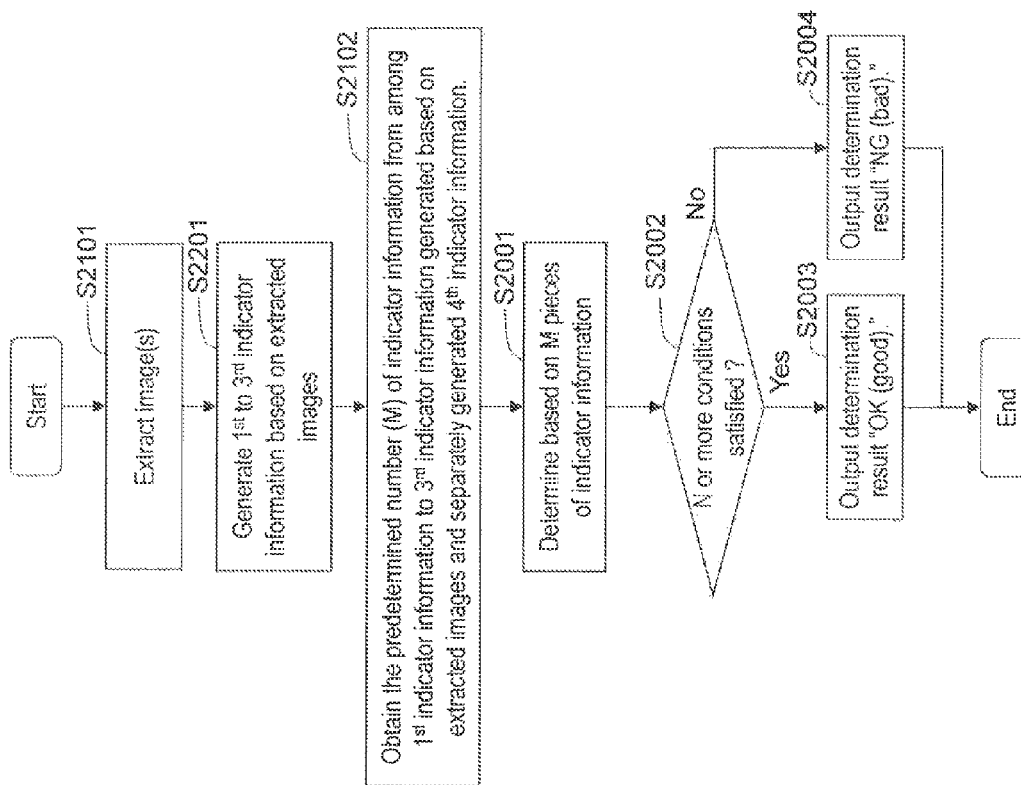 Start
S2101
Extract image(s)
S2201
Generate 1st to 3rd indicator
information based on extracted
images
S2102
Obtain the predetermined number (M) of indicator information from among
1st indicator information to 3rd indicator information generated based on
extracted images and separately generated 4th indicator information.
S2001
Determine based on M pieces
of indicator information
S2002
N or more conditions
satisfied ?
No
Yes
S2003
Output determination
result "OK (good)."
S2004
Output determination
result "NG (bad)."
End